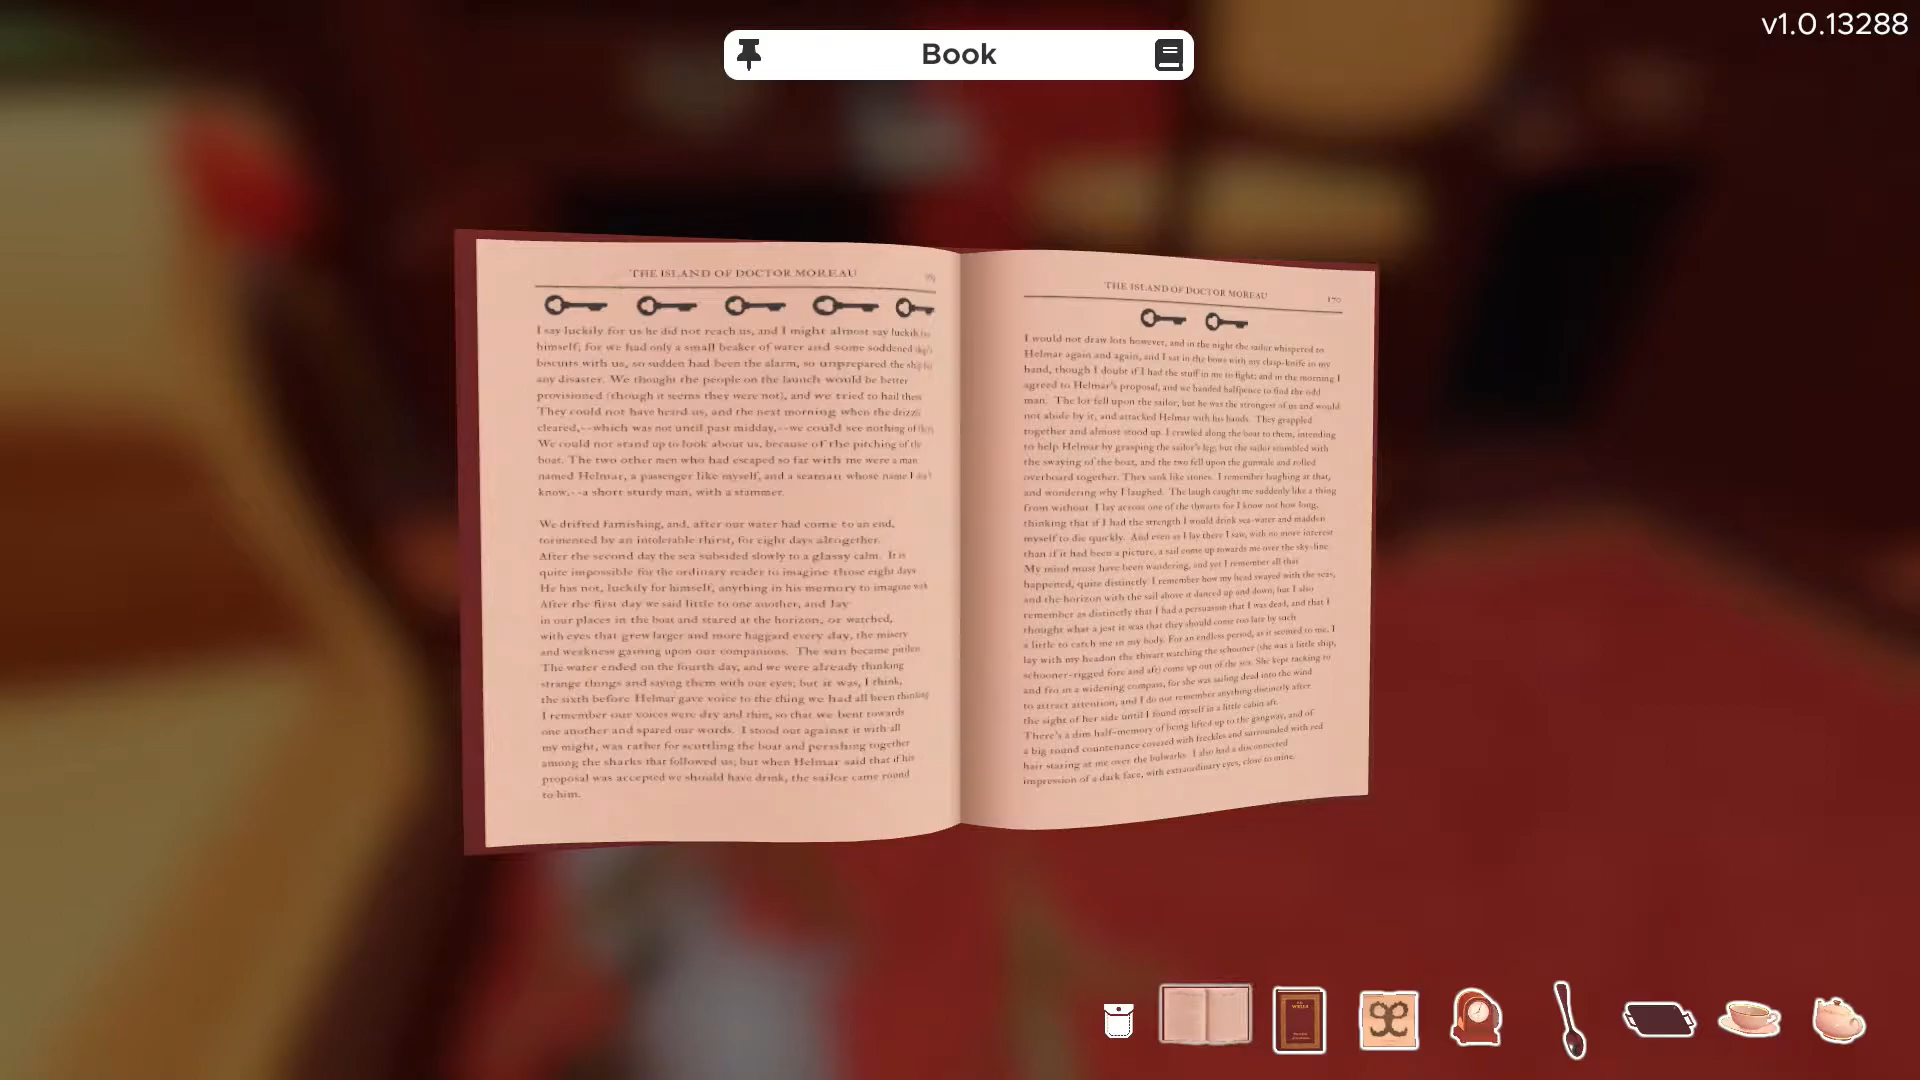 v1.0.13288
Book
THE ISLAND OF DOCTOR MOREAU
I say luckily for us he did not reach us, and I might almost say luckily
himself; for we had only a small beaker of water and some soddened
biscuits with us, so sudden had been the alarm, so unprepared the
any disaster. We thought the people on the launch would be better
provisioned (though it seems they were not), and we tried to hail them
They could not have heard us, and the next morning when the drizzle
cleared,--which was not until past midday,--we could see nothing of
We could not stand up to look about us, because of the pitching of the
boat. The two other men who had escaped so far with me were a man
named Helmar, a passenger like myself, and a seaman whose name I
know,--a short sturdy man, with a stammer.
We drifted famishing, and, after our water had come to an end,
tormented by an intolerable thirst, for eight days altogether.
After the second day the sea subsided slowly to a glassy calm. It is
quite impossible for the ordinary reader to imagine those eight days
He has not, luckily for himself, anything in his memory to imagine with
After the first day we said little to one another, and lay
in our places in the boat and stared at the horizon, or watched,
with eyes that grew larger and more haggard every day, the misery
and weakness gaining upon our companions. The sun became pitiless
The water ended on the fourth day, and we were already thinking
strange things and saying them with our eyes; but it was, I think,
the sixth before Helmar gave voice to the thing we had all been thinking
I remember our voices were dry and thin, so that we bent towards
one another and spared our words. I stood out against it with all
my might, was rather for scuttling the boat and perishing together
among the sharks that followed us; but when Helmar said that if his
proposal was accepted we should have drink, the sailor came round
to him.
THE ISLAND OF DOCTOR MOREAU 170
I would not draw lots however, and in the night the sailor whispered to
Helmar again and again, and I sat in the bows with my clasp-knife in my
hand, though I doubt if I had the stuff in me to fight; and in the morning I
agreed to Helmar's proposal, and we handed halfpence to find the odd
man. The lot fell upon the sailor; but he was the strongest of us and would
not abide by it, and attacked Helmar with his hands. They grappled
together and almost stood up. I crawled along the boat to them, intending
to help Helmar by grasping the sailor's leg; but the sailor stumbled with
the swaying of the boat, and the two fell upon the gunwale and rolled
overboard together. They sank like stones. I remember laughing at that,
and wondering why I laughed. The laugh caught me suddenly like a thing
from without. I lay across one of the thwarts for I know not how long,
thinking that if I had the strength I would drink sea-water and madden
myself to die quickly. And even as I lay there I saw, with no more interest
than if it had been a picture, a sail come up towards me over the sky-line.
My mind must have been wandering, and yet I remember all that
happened, quite distinctly. I remember how my head swayed with the seas,
and the horizon with the sail above it danced up and down; but I also
remember as distinctly that I had a persuasion that I was dead, and that I
thought what a jest it was that they should come too late by such
a little to catch me in my body. For an endless period, as it seemed to me, I
lay with my headon the thwart watching the schooner (she was a little ship,
schooner-rigged fore and aft) come up out of the sea. She kept tacking to
and fro in a widening compass, for she was sailing dead into the wind
to attract attention, and I do not remember anything distinctly after
the sight of her side until I found myself in a little cabin aft.
There's a dim half-memory of being lifted up to the gangway, and of
a big round countenance covered with freckles and surrounded with red
hair staring at me over the bulwarks. I also had a disconnected
impression of a dark face, with extraordinary eyes, close to mine;
WELLS